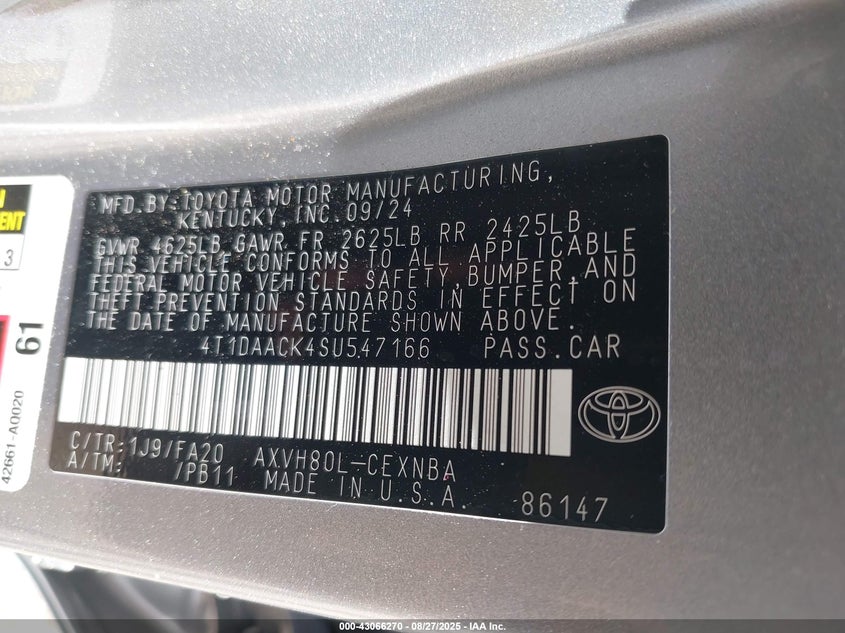 MFD.BY:TOYOTA MOTOR MANUFACTURING,
KENTUCKY, INC.09/24
GVWR 4625LB GAWR FR 2625LB RR 2425LB
THIS VEHICLE CONFORMS TO ALL APPLICABLE
FEDERAL MOTOR VEHICLE SAFETY,BUMPER,AND
THEFT PREVENTION STANDARDS IN EFFECT ON
THE DATE OF MANUFACTURE SHOWN ABOVE.
4T1DAACK4SU547166 PASS.CAR
C/TR:1J9/FA20 AXVH80L-CEXNBA
A/TM: /PB11 MADE IN U.S.A. 86147
3
61
42661-A0020
000-43066270 - 08/27/2025 - IAA Inc.